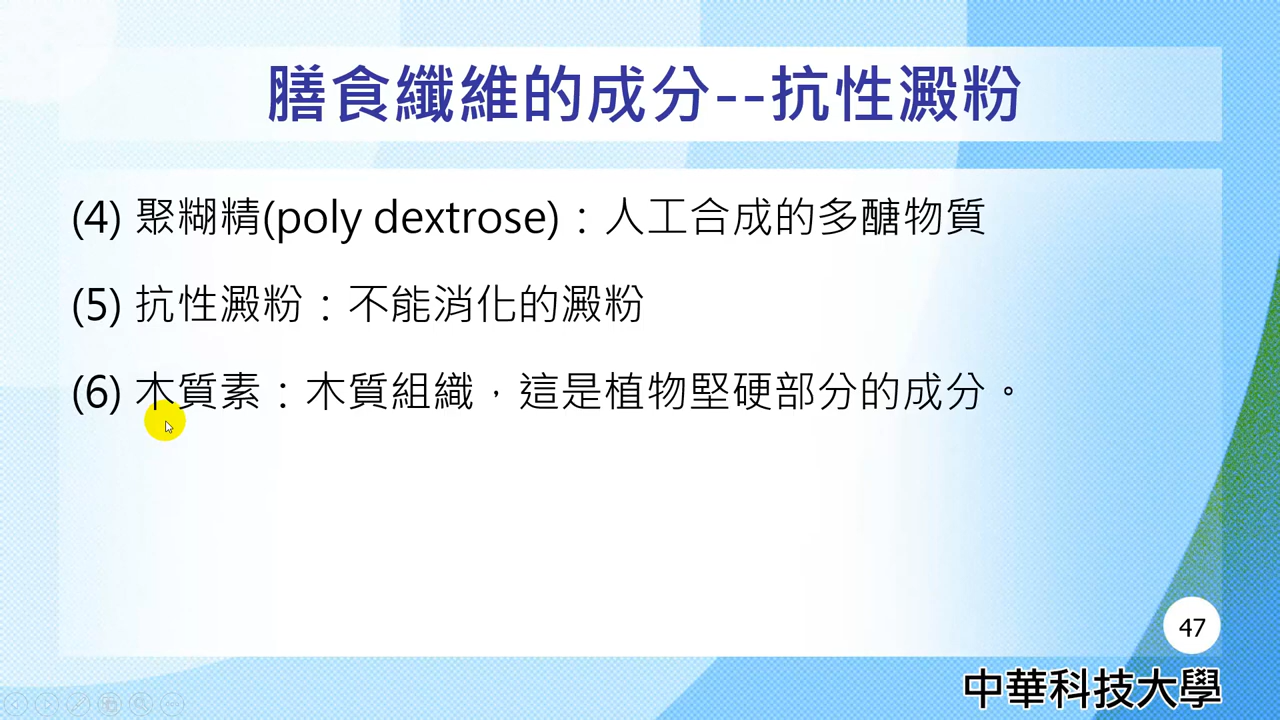 膳食纖維的成分--抗性澱粉
(4) 聚糊精(poly dextrose)：人工合成的多醣物質
(5) 抗性澱粉：不能消化的澱粉
(6) 木質素：木質組織，這是植物堅硬部分的成分。
47
中華科技大學